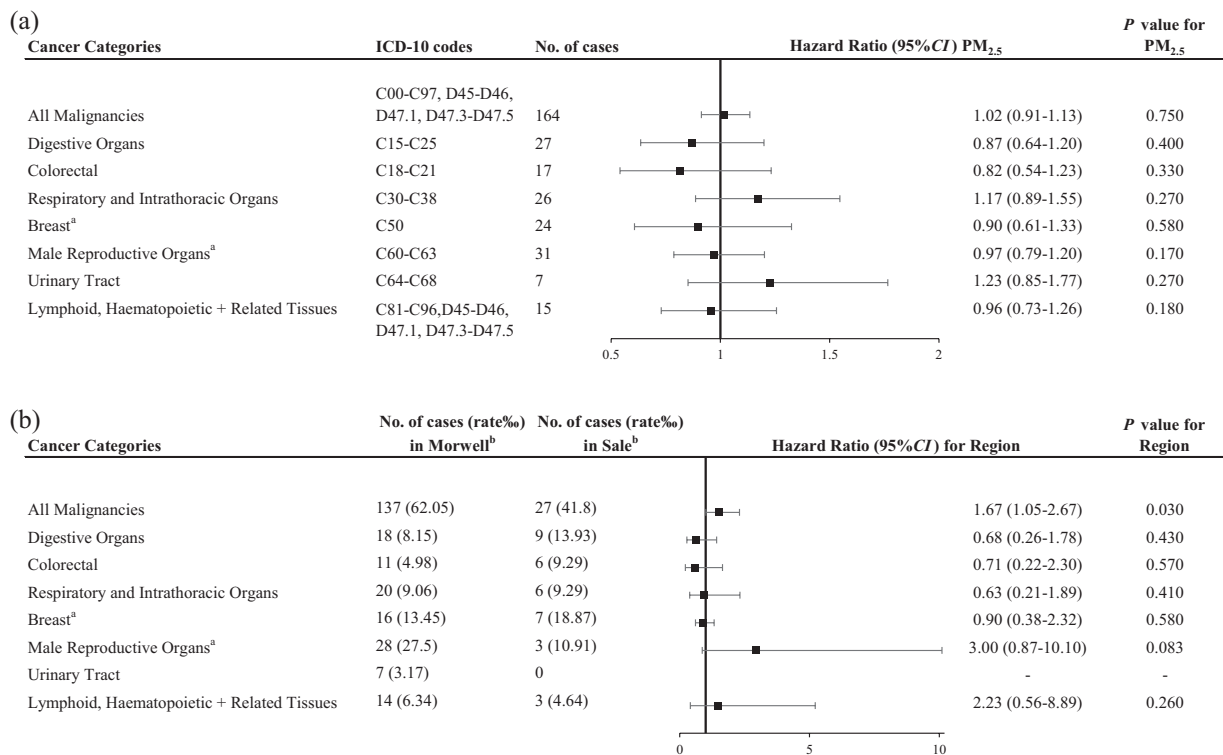 (a)
Cancer Categories ICD-10 codes No. of cases Hazard Ratio (95%CI) PM2.5 P value for PM2.5
C00-C97, D45-D46,
All Malignancies D47.1, D47.3-D47.5 164 1.02 (0.91-1.13) 0.750
Digestive Organs C15-C25 27 0.87 (0.64-1.20) 0.400
Colorectal C18-C21 17 0.82 (0.54-1.23) 0.330
Respiratory and Intrathoracic Organs C30-C38 26 1.17 (0.89-1.55) 0.270
Breastᵃ C50 24 0.90 (0.61-1.33) 0.580
Male Reproductive Organsᵃ C60-C63 31 0.97 (0.79-1.20) 0.170
Urinary Tract C64-C68 7 1.23 (0.85-1.77) 0.270
Lymphoid, Haematopoietic + Related Tissues C81-C96,D45-D46, 15 0.96 (0.73-1.26) 0.180
D47.1, D47.3-D47.5
0.5 1 1.5 2
(b)
No. of cases (rate‰) No. of cases (rate‰) P value for
Cancer Categories in Morwellᵇ in Saleᵇ Hazard Ratio (95%CI) for Region Region
All Malignancies 137 (62.05) 27 (41.8) 1.67 (1.05-2.67) 0.030
Digestive Organs 18 (8.15) 9 (13.93) 0.68 (0.26-1.78) 0.430
Colorectal 11 (4.98) 6 (9.29) 0.71 (0.22-2.30) 0.570
Respiratory and Intrathoracic Organs 20 (9.06) 6 (9.29) 0.63 (0.21-1.89) 0.410
Breastᵃ 16 (13.45) 7 (18.87) 0.90 (0.38-2.32) 0.580
Male Reproductive Organsᵃ 28 (27.5) 3 (10.91) 3.00 (0.87-10.10) 0.083
Urinary Tract 7 (3.17) 0 - -
Lymphoid, Haematopoietic + Related Tissues 14 (6.34) 3 (4.64) 2.23 (0.56-8.89) 0.260
0 5 10